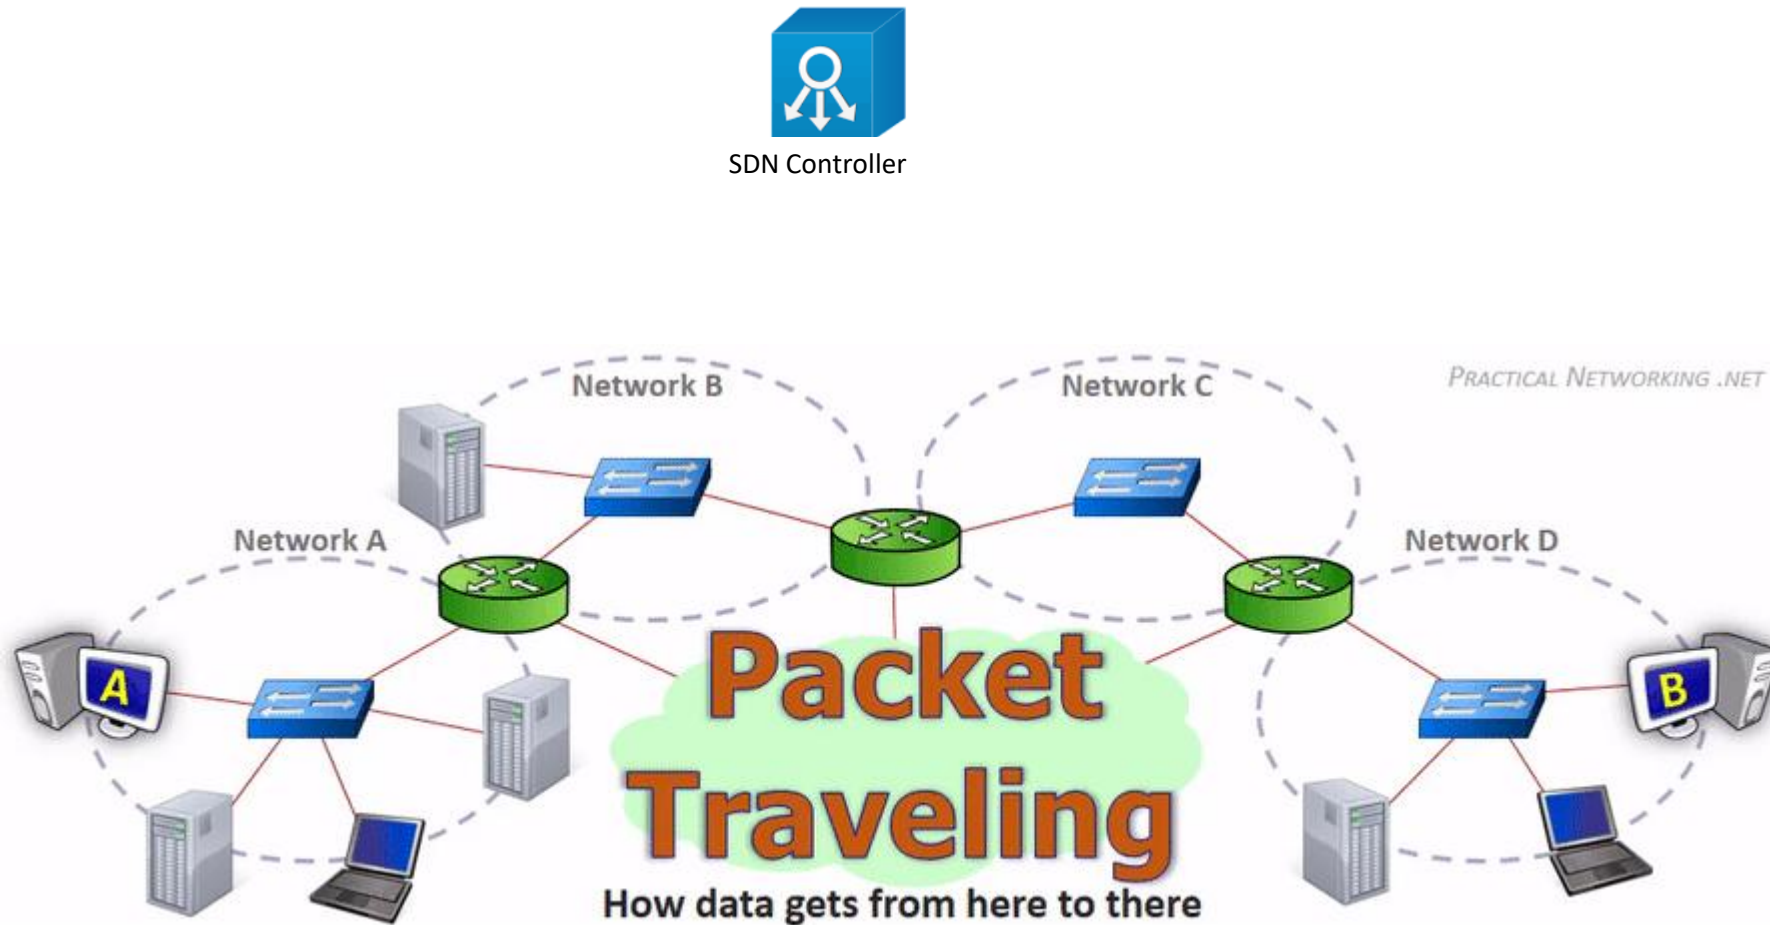 SDN Controller
Network B
Network C
PRACTICAL NETWORKING .NET
Network A
Network D
A
B
Packet
Traveling
How data gets from here to there